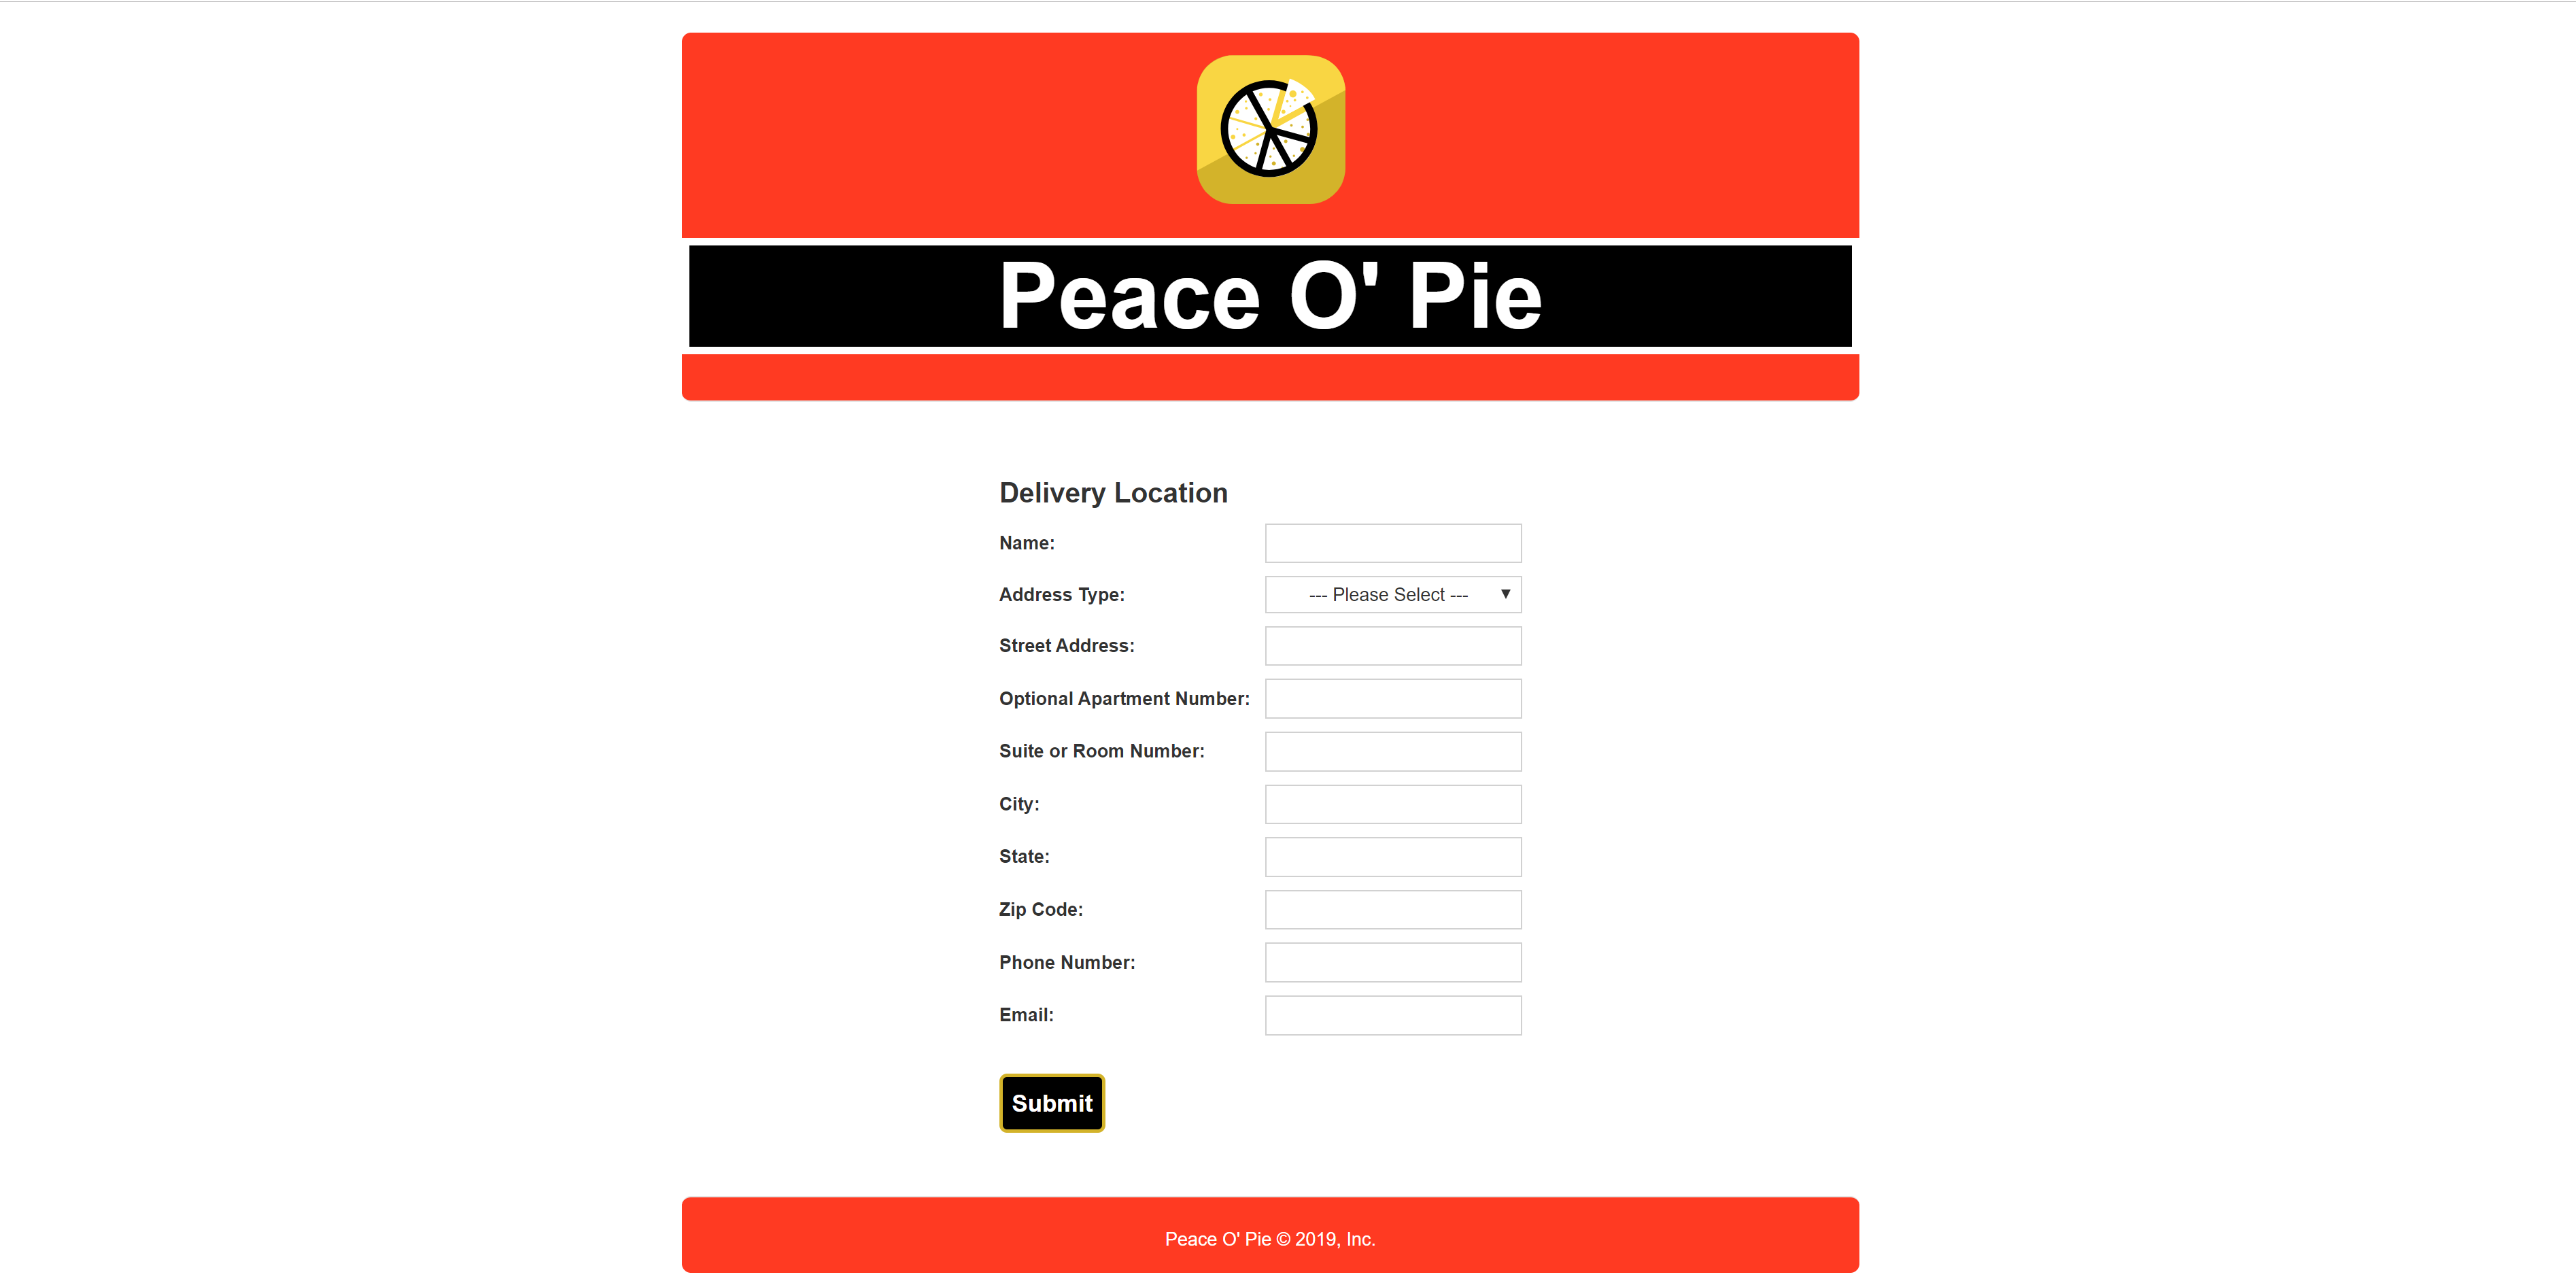 Peace O' Pie
Delivery Location
Name:
Address Type: --- Please Select ---
Street Address:
Optional Apartment Number:
Suite or Room Number:
City:
State:
Zip Code:
Phone Number:
Email:
Submit
Peace O' Pie © 2019, Inc.